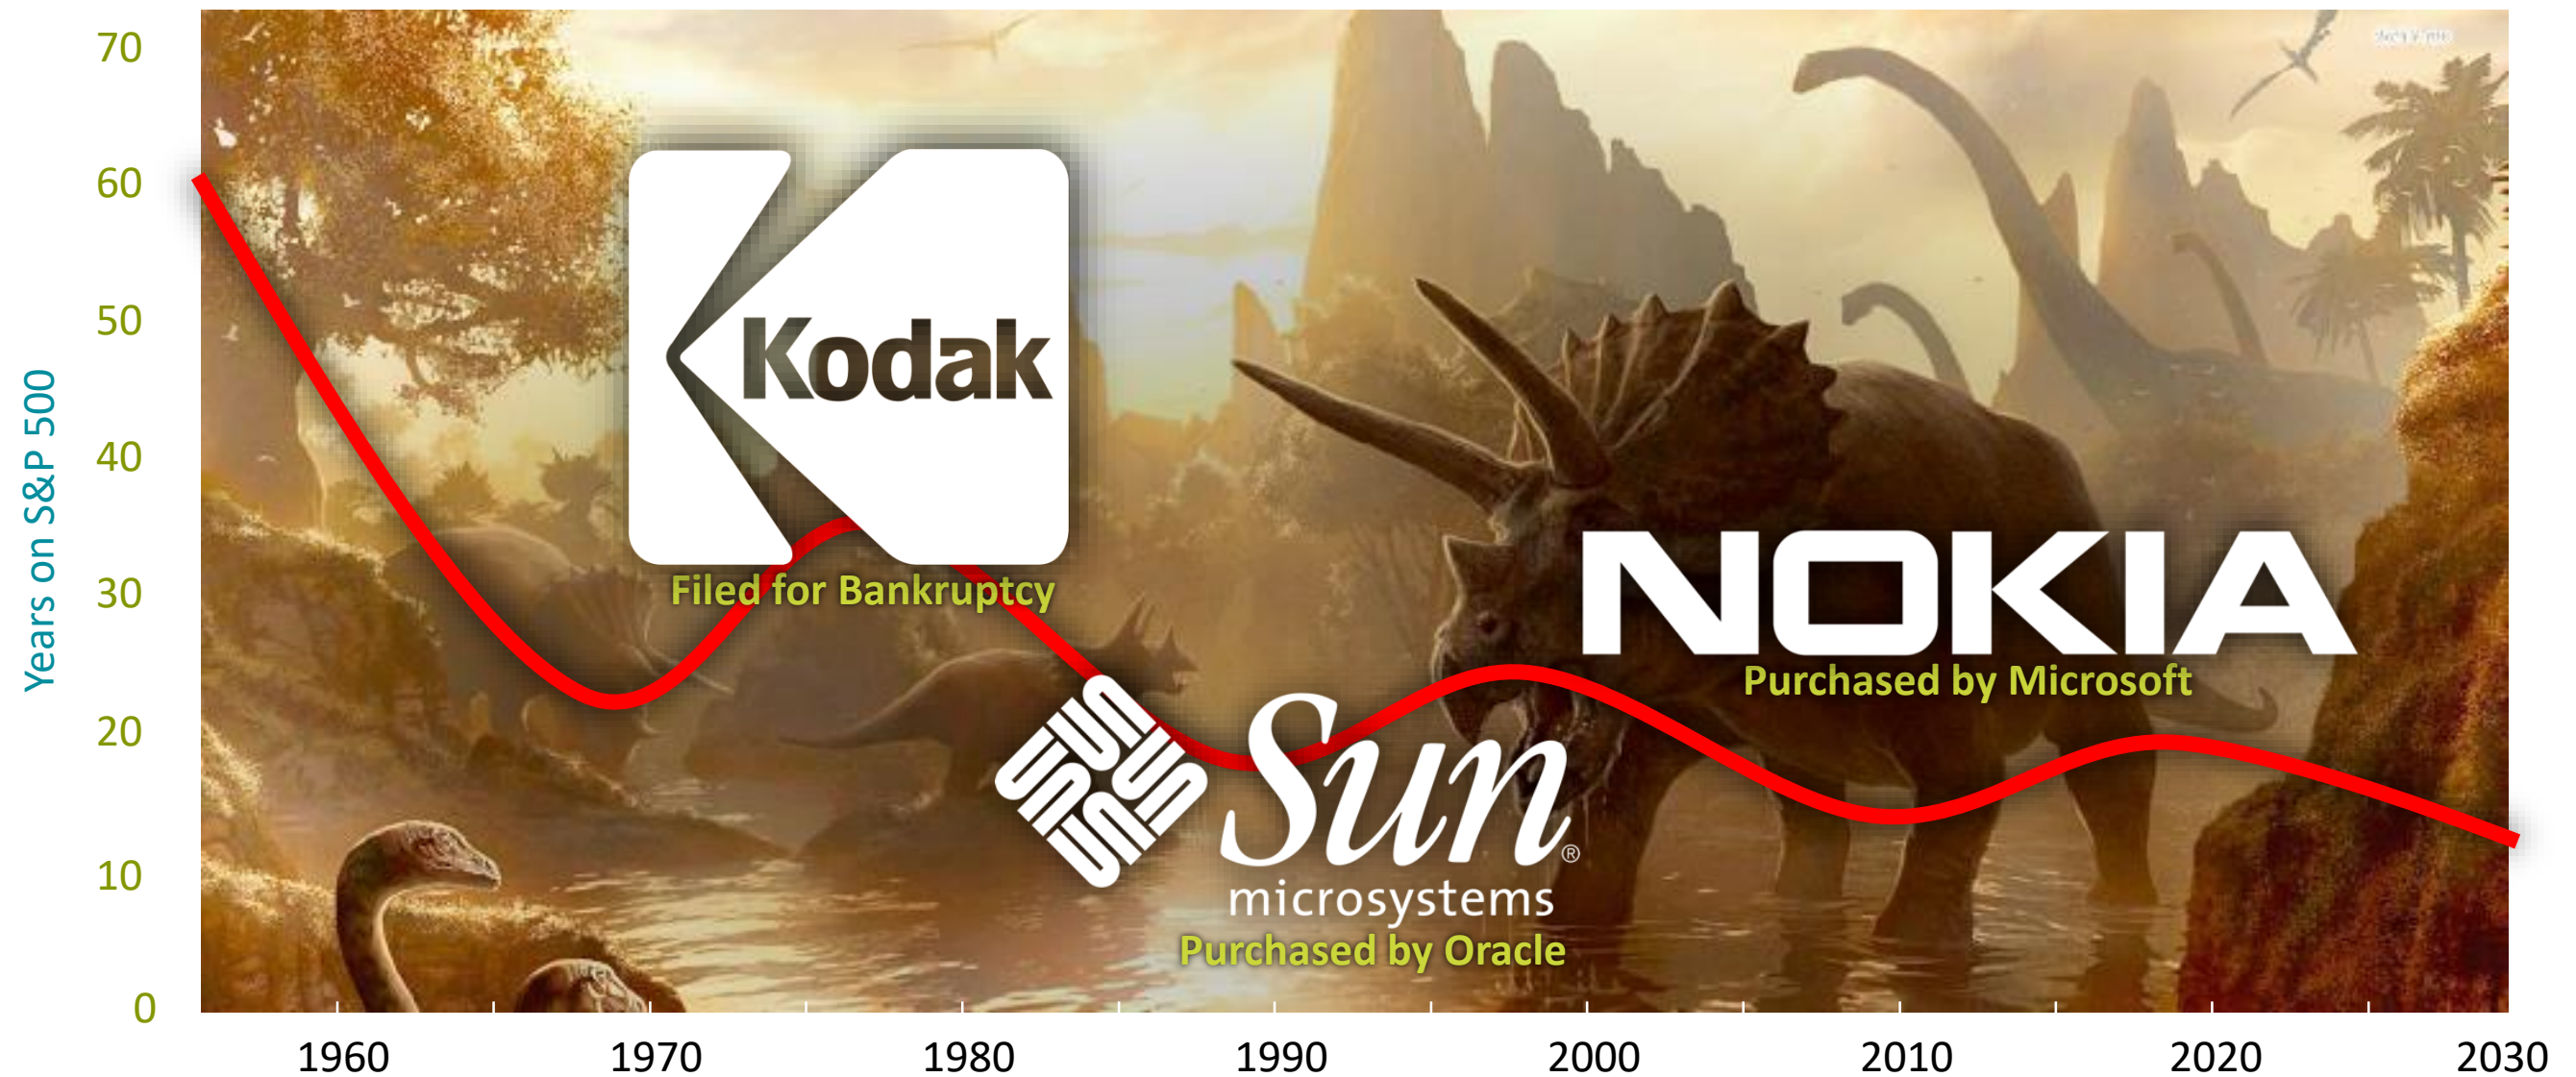 70
60
50
40
30
20
10
0
Years on S&P 500
Kodak
Filed for Bankruptcy
NOKIA
Purchased by Microsoft
Sun®
microsystems
Purchased by Oracle
1960 1970 1980 1990 2000 2010 2020 2030